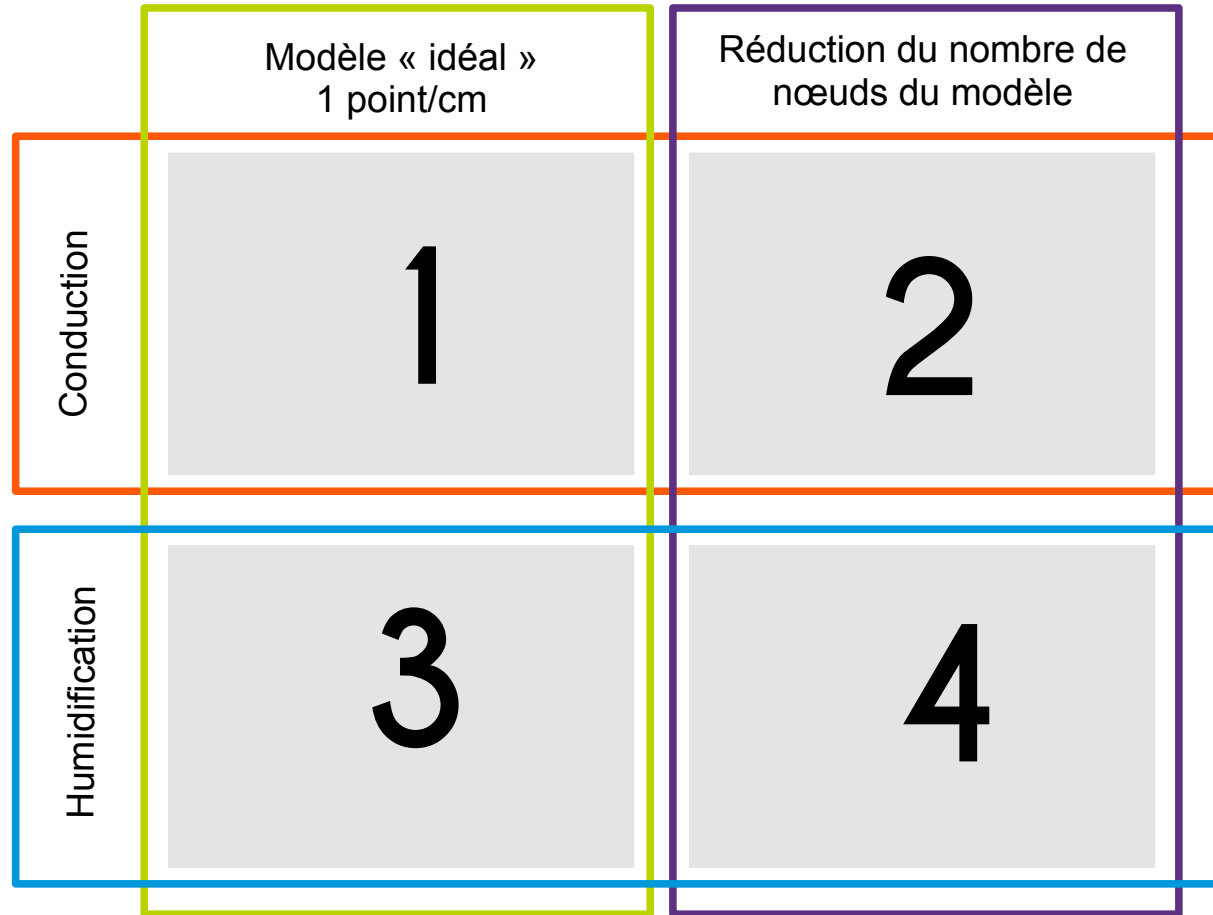 Modèle « idéal »
1 point/cm
Réduction du nombre de
nœuds du modèle
Conduction
1
2
Humidification
3
4